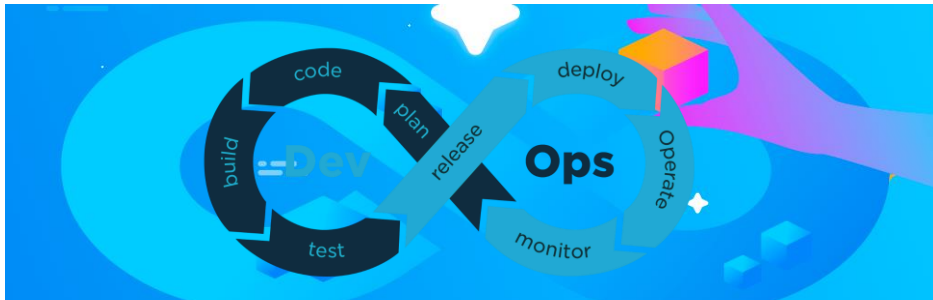 plan
code
build
test
release
deploy
Operate
monitor
Dev
Ops